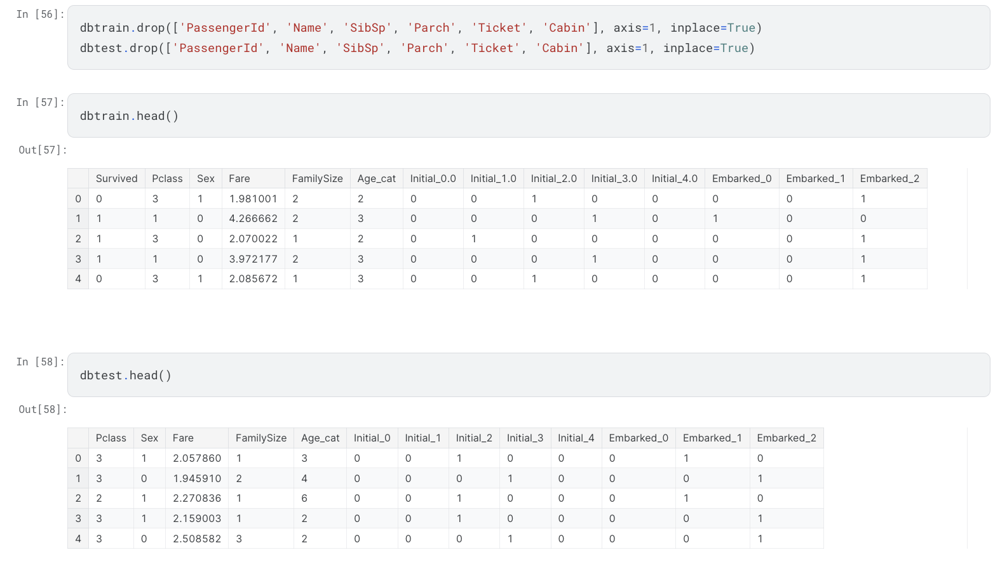 In [56]:
dbtrain.drop(['PassengerId', 'Name', 'SibSp', 'Parch', 'Ticket', 'Cabin'], axis=1, inplace=True)
dbtest.drop(['PassengerId', 'Name', 'SibSp', 'Parch', 'Ticket', 'Cabin'], axis=1, inplace=True)
In [57]:
dbtrain.head()
Out[57]:
Survived Pclass Sex Fare FamilySize Age_cat Initial_0.0 Initial_1.0 Initial_2.0 Initial_3.0 Initial_4.0 Embarked_0 Embarked_1 Embarked_2
0 0 3 1 1.981001 2 2 0 0 1 0 0 0 0 1
1 1 1 0 4.266662 2 3 0 0 0 1 0 1 0 0
2 1 3 0 2.070022 1 2 0 1 0 0 0 0 0 1
3 1 1 0 3.972177 2 3 0 0 0 1 0 0 0 1
4 0 3 1 2.085672 1 3 0 0 1 0 0 0 0 1
In [58]:
dbtest.head()
Out[58]:
Pclass Sex Fare FamilySize Age_cat Initial_0 Initial_1 Initial_2 Initial_3 Initial_4 Embarked_0 Embarked_1 Embarked_2
0 3 1 2.057860 1 3 0 0 1 0 0 0 1 0
1 3 0 1.945910 2 4 0 0 0 1 0 0 0 1
2 2 1 2.270836 1 6 0 0 1 0 0 0 1 0
3 3 1 2.159003 1 2 0 0 1 0 0 0 0 1
4 3 0 2.508582 3 2 0 0 0 1 0 0 0 1